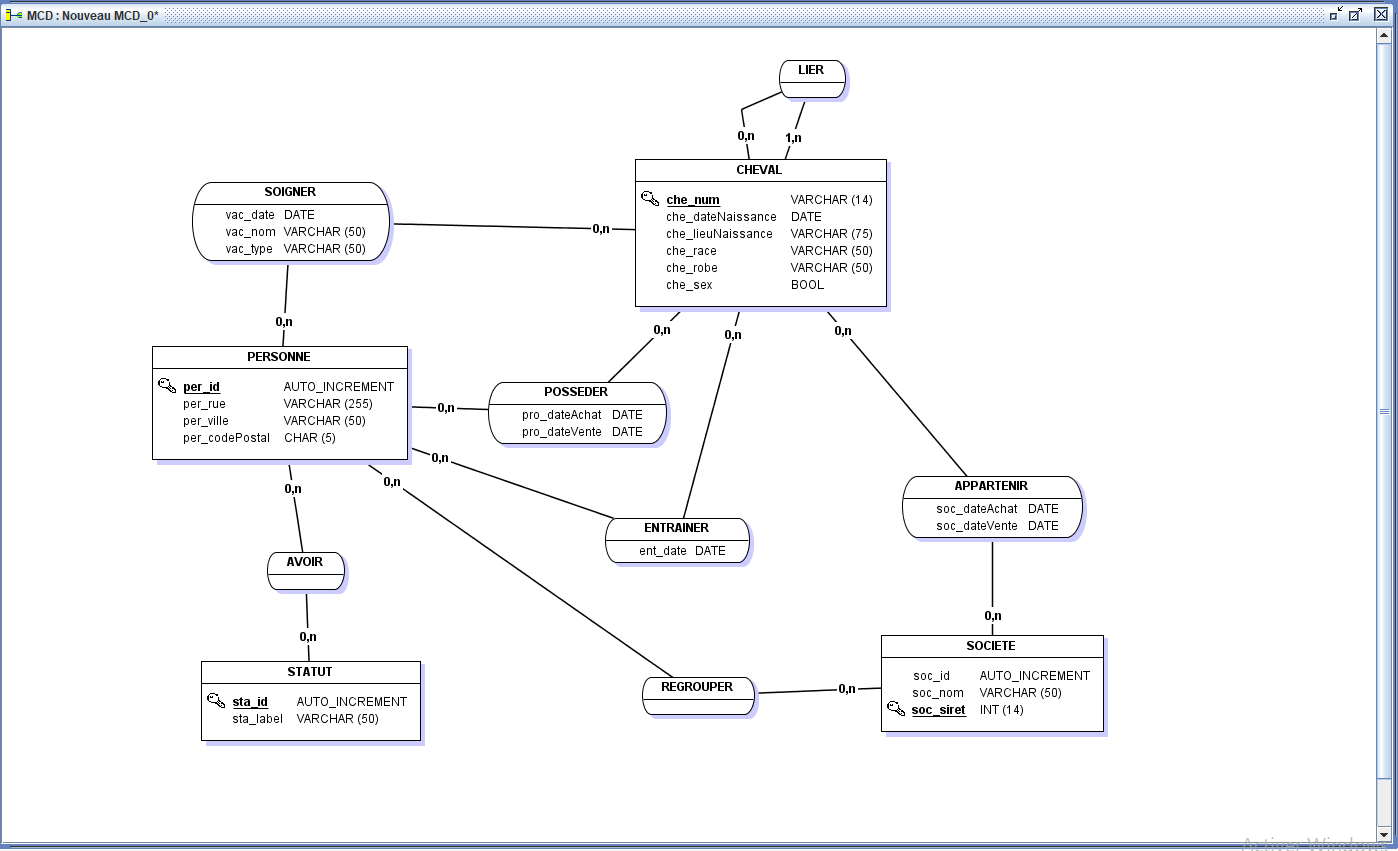 MCD : Nouveau MCD_0*
LIER
0,n
1,n
CHEVAL
che_num VARCHAR (14)
che_dateNaissance DATE
che_lieuNaissance VARCHAR (75)
che_race VARCHAR (50)
che_robe VARCHAR (50)
che_sex BOOL
SOIGNER
vac_date DATE
vac_nom VARCHAR (50)
vac_type VARCHAR (50)
0,n
0,n
0,n
0,n
0,n
PERSONNE
per_id AUTO_INCREMENT
per_rue VARCHAR (255)
per_ville VARCHAR (50)
per_codePostal CHAR (5)
0,n
POSSEDER
pro_dateAchat DATE
pro_dateVente DATE
0,n
0,n
0,n
ENTRAINER
ent_date DATE
APPARTENIR
soc_dateAchat DATE
soc_dateVente DATE
AVOIR
0,n
0,n
STATUT
sta_id AUTO_INCREMENT
sta_label VARCHAR (50)
REGROUPER
0,n
SOCIETE
soc_id AUTO_INCREMENT
soc_nom VARCHAR (50)
soc_siret INT (14)
Activer Windows